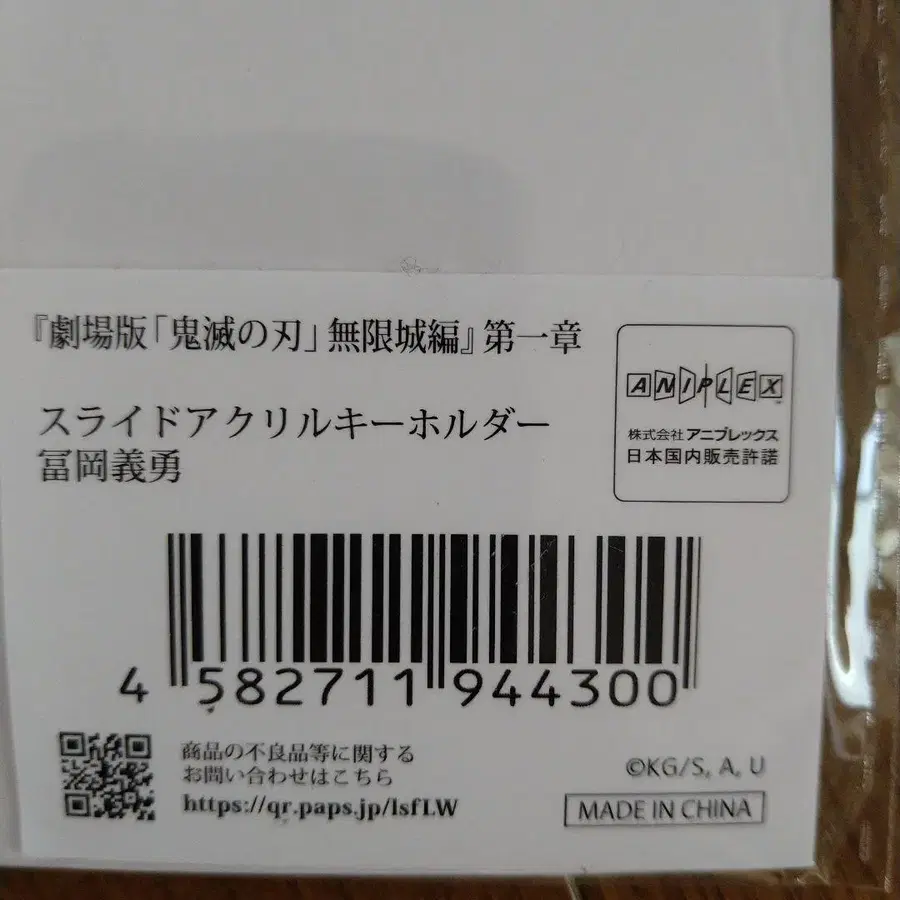 『劇場版「鬼滅の刃」無限城編』第一章
スライドアクリルキーホルダー
冨岡義勇
ANIPLEX
株式会社アニプレックス
日本国内販売許諾
4 582711 944300
商品の不良品等に関する
お問い合わせはこちら
https://qr.paps.jp/lsfLW
©KG/S, A, U
MADE IN CHINA